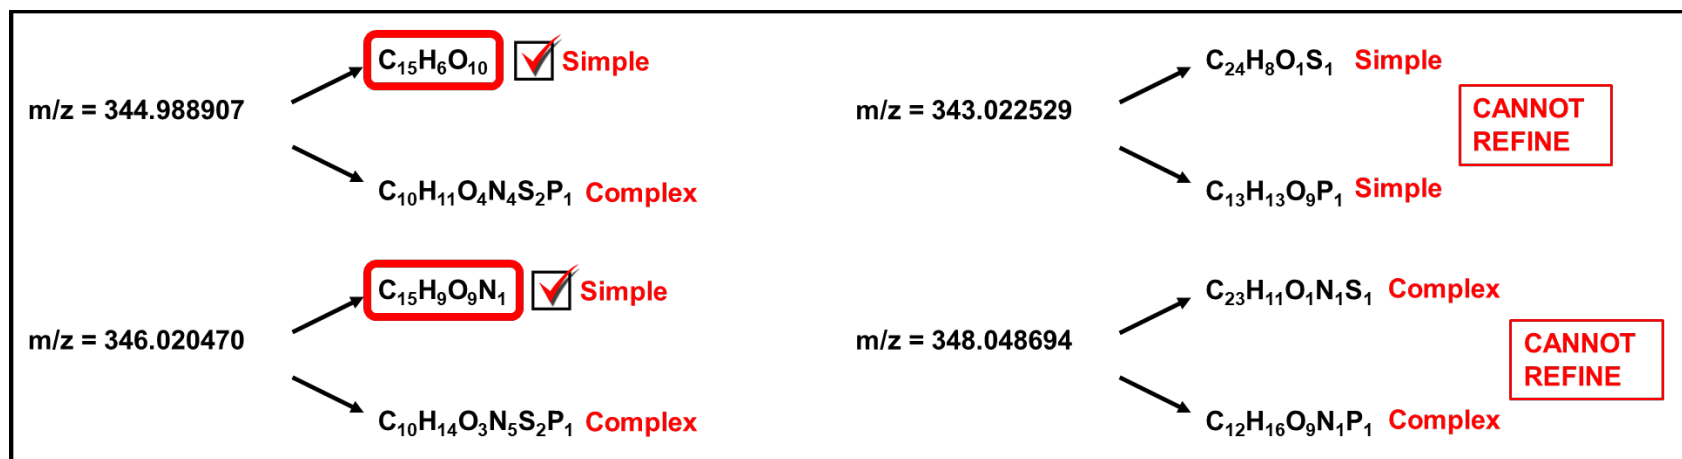 C₁₅H₆O₁₀ Simple
m/z = 344.988907
C₁₀H₁₁O₄N₄S₂P₁ Complex
C₂₄H₈O₁S₁ Simple
m/z = 343.022529
CANNOT
REFINE
C₁₃H₁₃O₉P₁ Simple
C₁₅H₉O₉N₁ Simple
m/z = 346.020470
C₁₀H₁₄O₃N₅S₂P₁ Complex
C₂₃H₁₁O₁N₁S₁ Complex
m/z = 348.048694
CANNOT
REFINE
C₁₂H₁₆O₉N₁P₁ Complex